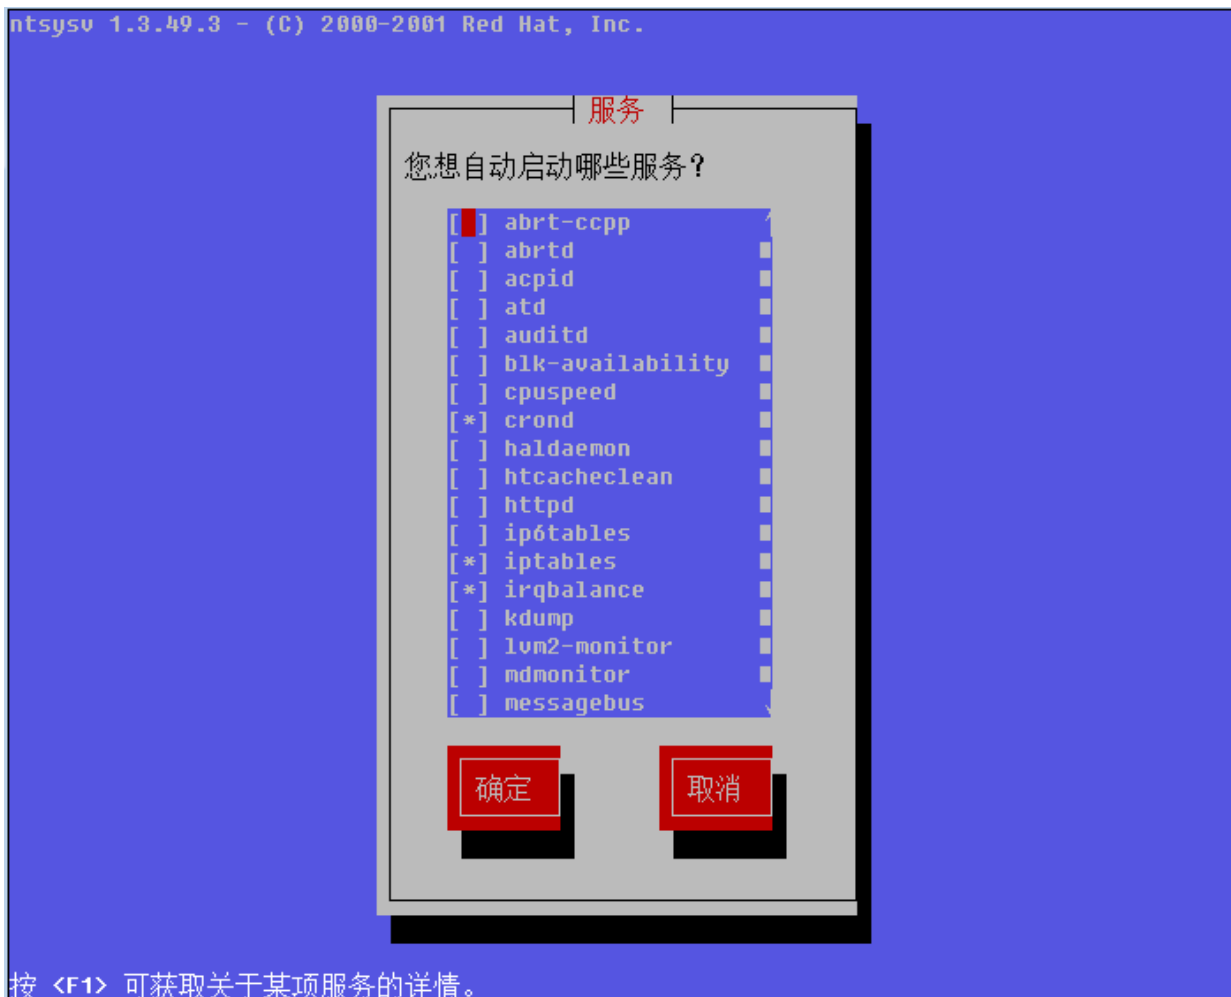 ntsysv 1.3.49.3 - (C) 2000-2001 Red Hat, Inc.
服务
您想自动启动哪些服务?
[ ] abrt-ccpp
[ ] abrtd
[ ] acpid
[ ] atd
[ ] auditd
[ ] blk-availability
[ ] cpuspeed
[*] crond
[ ] haldaemon
[ ] htcacheclean
[ ] httpd
[ ] ip6tables
[*] iptables
[*] irqbalance
[ ] kdump
[ ] lvm2-monitor
[ ] mdmonitor
[ ] messagebus
确定 取消
按 <F1> 可获取关于某项服务的详情。